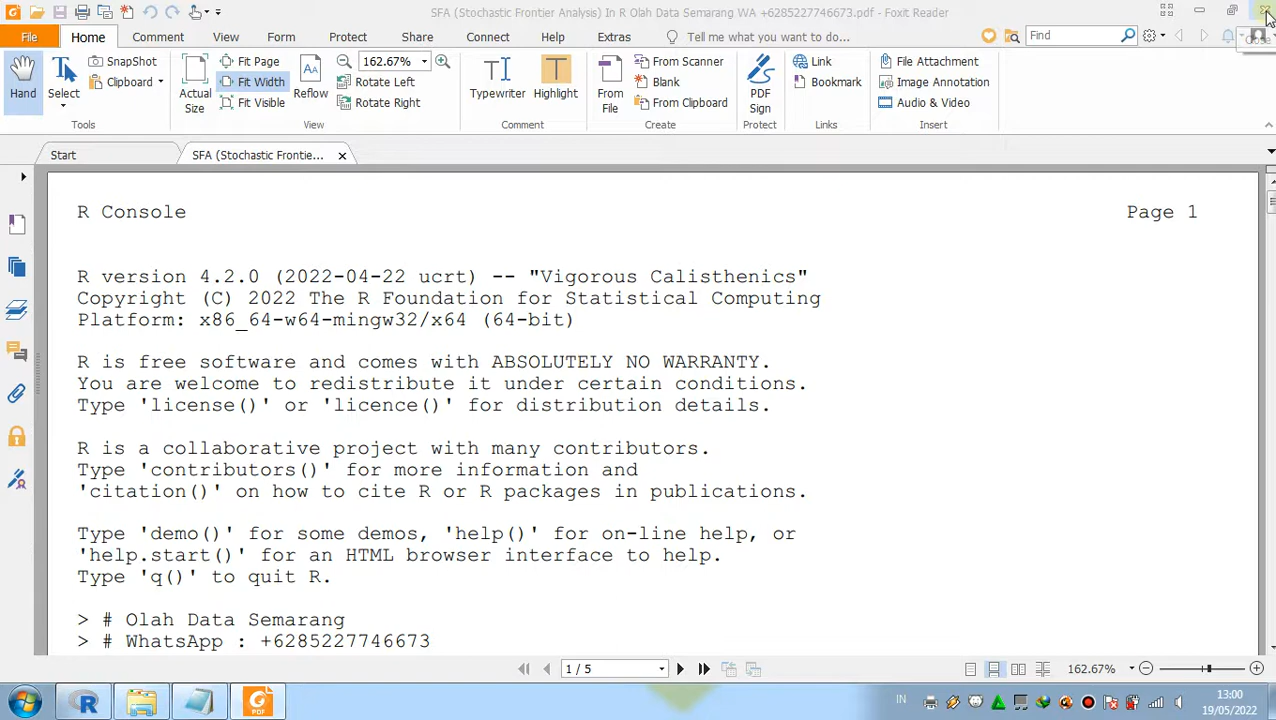 SFA (Stochastic Frontier Analysis) In R Olah Data Semarang WA +6285227746673.pdf - Foxit Reader
File Home Comment View Form Protect Share Connect Help Extras Tell me what you want to do... Find
Close
Hand
Select
SnapShot
Clipboard
Tools
Actual Size
Fit Page
Fit Width
Fit Visible
Reflow
162.67%
Rotate Left
Rotate Right
View
Typewriter
Highlight
Comment
From File
From Scanner
Blank
From Clipboard
Create
PDF Sign
Protect
Link
Bookmark
Links
File Attachment
Image Annotation
Audio & Video
Insert
Start SFA (Stochastic Frontie...
R Console Page 1
R version 4.2.0 (2022-04-22 ucrt) -- "Vigorous Calisthenics"
Copyright (C) 2022 The R Foundation for Statistical Computing
Platform: x86_64-w64-mingw32/x64 (64-bit)
R is free software and comes with ABSOLUTELY NO WARRANTY.
You are welcome to redistribute it under certain conditions.
Type 'license()' or 'licence()' for distribution details.
R is a collaborative project with many contributors.
Type 'contributors()' for more information and
'citation()' on how to cite R or R packages in publications.
Type 'demo()' for some demos, 'help()' for on-line help, or
'help.start()' for an HTML browser interface to help.
Type 'q()' to quit R.
> # Olah Data Semarang
> # WhatsApp : +6285227746673
1 / 5
162.67%
IN
13:00
19/05/2022